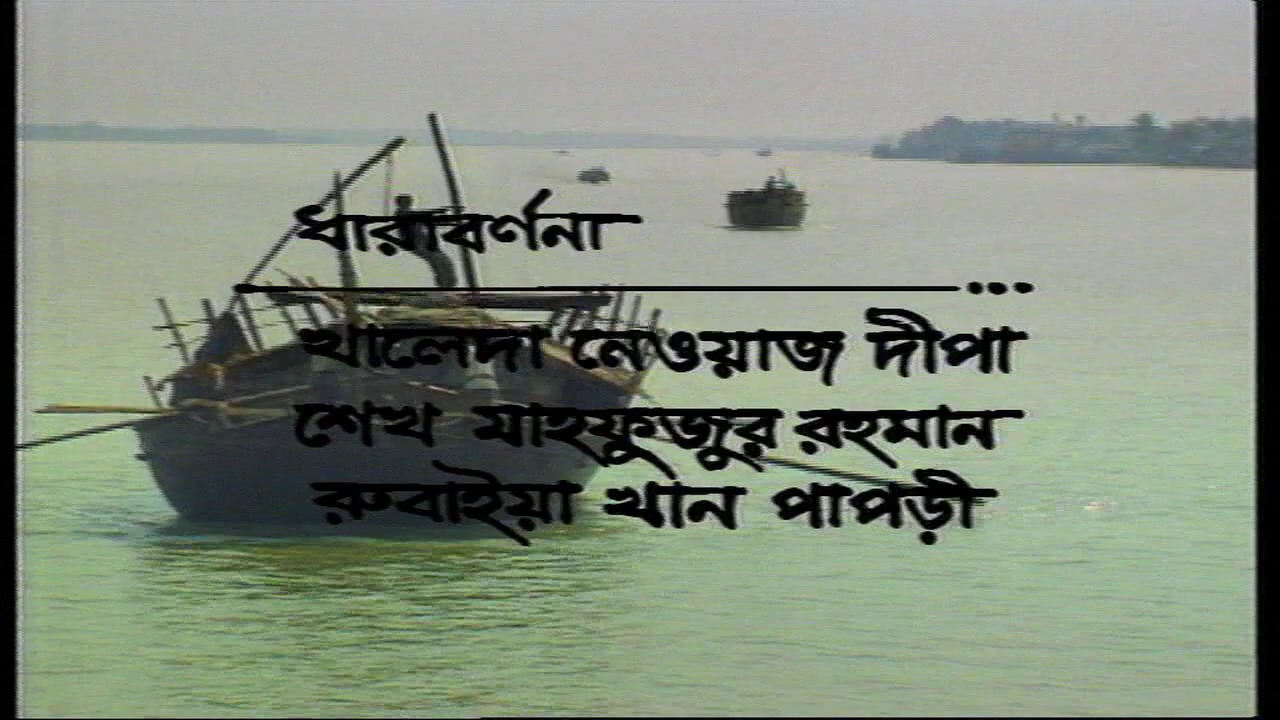 ধারাবর্ণনা
...
খালেদা নেওয়াজ দীপা
শেখ মাহফুজুর রহমান
রুবাইয়া খান পাপড়ী